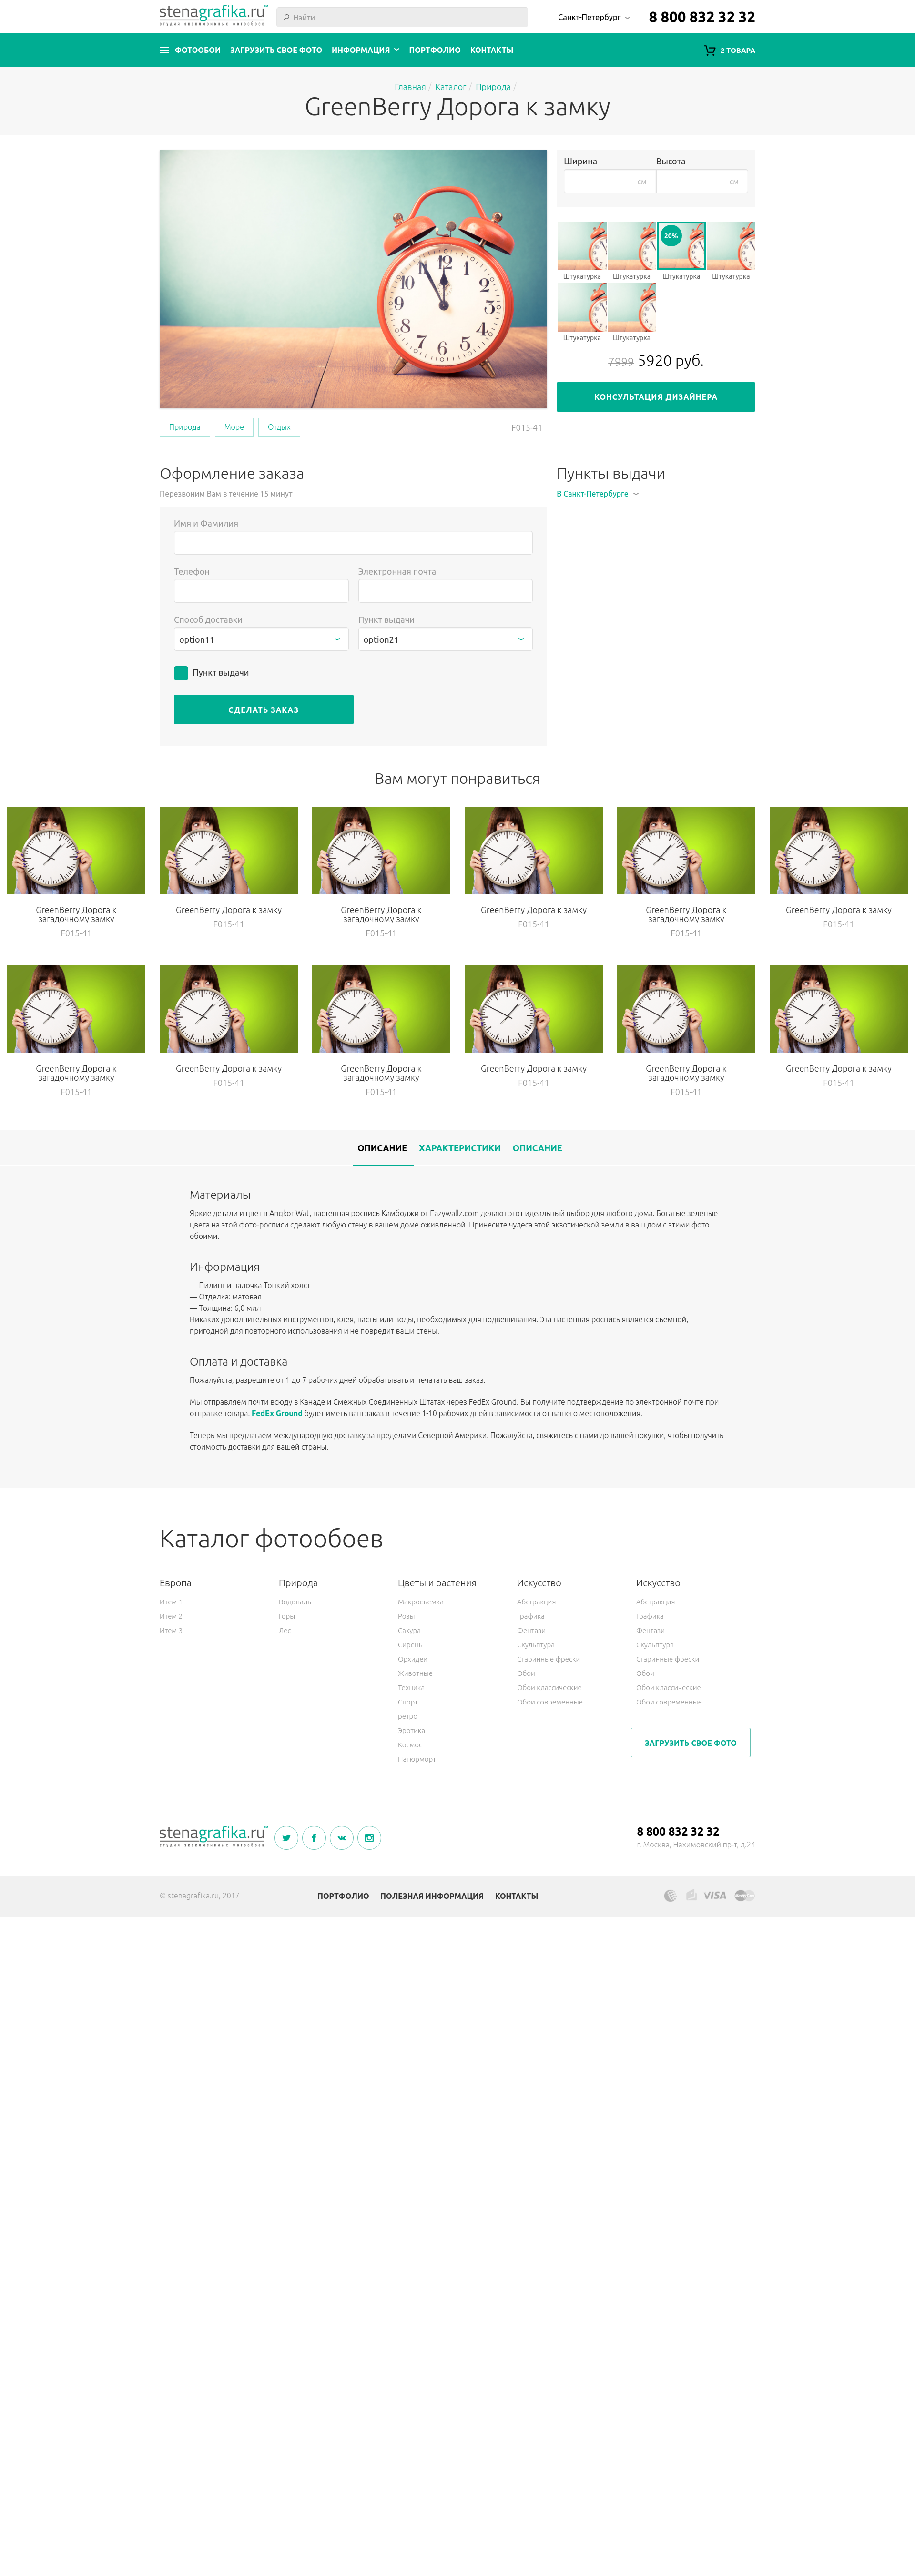 stenagrafika.ru™
студия эксклюзивных фотообоев
Найти
Санкт-Петербург
8 800 832 32 32
ФОТООБОИ
ЗАГРУЗИТЬ СВОЕ ФОТО
ИНФОРМАЦИЯ
ПОРТФОЛИО
КОНТАКТЫ
2 ТОВАРА
Главная / Каталог / Природа /
GreenBerry Дорога к замку
Ширина
Высота
см
см
20%
Штукатурка
Штукатурка
Штукатурка
Штукатурка
Штукатурка
Штукатурка
7999 5920 руб.
КОНСУЛЬТАЦИЯ ДИЗАЙНЕРА
Природа
Море
Отдых
F015-41
Оформление заказа
Перезвоним Вам в течение 15 минут
Пункты выдачи
В Санкт-Петербурге
Имя и Фамилия
Телефон
Электронная почта
Способ доставки
Пункт выдачи
option11
option21
Пункт выдачи
СДЕЛАТЬ ЗАКАЗ
Вам могут понравиться
GreenBerry Дорога к
загадочному замку
F015-41
GreenBerry Дорога к замку
F015-41
GreenBerry Дорога к
загадочному замку
F015-41
GreenBerry Дорога к замку
F015-41
GreenBerry Дорога к
загадочному замку
F015-41
GreenBerry Дорога к замку
F015-41
GreenBerry Дорога к
загадочному замку
F015-41
GreenBerry Дорога к замку
F015-41
GreenBerry Дорога к
загадочному замку
F015-41
GreenBerry Дорога к замку
F015-41
GreenBerry Дорога к
загадочному замку
F015-41
GreenBerry Дорога к замку
F015-41
ОПИСАНИЕ
ХАРАКТЕРИСТИКИ
ОПИСАНИЕ
Материалы
Яркие детали и цвет в Angkor Wat, настенная роспись Камбоджи от Eazywallz.com делают этот идеальный выбор для любого дома. Богатые зеленые
цвета на этой фото-росписи сделают любую стену в вашем доме оживленной. Принесите чудеса этой экзотической земли в ваш дом с этими фото
обоими.
Информация
— Пилинг и палочка Тонкий холст
— Отделка: матовая
— Толщина: 6,0 мил
Никаких дополнительных инструментов, клея, пасты или воды, необходимых для подвешивания. Эта настенная роспись является съемной,
пригодной для повторного использования и не повредит ваши стены.
Оплата и доставка
Пожалуйста, разрешите от 1 до 7 рабочих дней обрабатывать и печатать ваш заказ.
Мы отправляем почти всюду в Канаде и Смежных Соединенных Штатах через FedEx Ground. Вы получите подтверждение по электронной почте при
отправке товара. FedEx Ground будет иметь ваш заказ в течение 1-10 рабочих дней в зависимости от вашего местоположения.
Теперь мы предлагаем международную доставку за пределами Северной Америки. Пожалуйста, свяжитесь с нами до вашей покупки, чтобы получить
стоимость доставки для вашей страны.
Каталог фотообоев
Европа
Итем 1
Итем 2
Итем 3
Природа
Водопады
Горы
Лес
Цветы и растения
Макросъемка
Розы
Сакура
Сирень
Орхидеи
Животные
Техника
Спорт
ретро
Эротика
Космос
Натюрморт
Искусство
Абстракция
Графика
Фентази
Скульптура
Старинные фрески
Обои
Обои классические
Обои современные
Искусство
Абстракция
Графика
Фентази
Скульптура
Старинные фрески
Обои
Обои классические
Обои современные
ЗАГРУЗИТЬ СВОЕ ФОТО
stenagrafika.ru™
студия эксклюзивных фотообоев
8 800 832 32 32
г. Москва, Нахимовский пр-т, д.24
© stenagrafika.ru, 2017
ПОРТФОЛИО
ПОЛЕЗНАЯ ИНФОРМАЦИЯ
КОНТАКТЫ
VISA